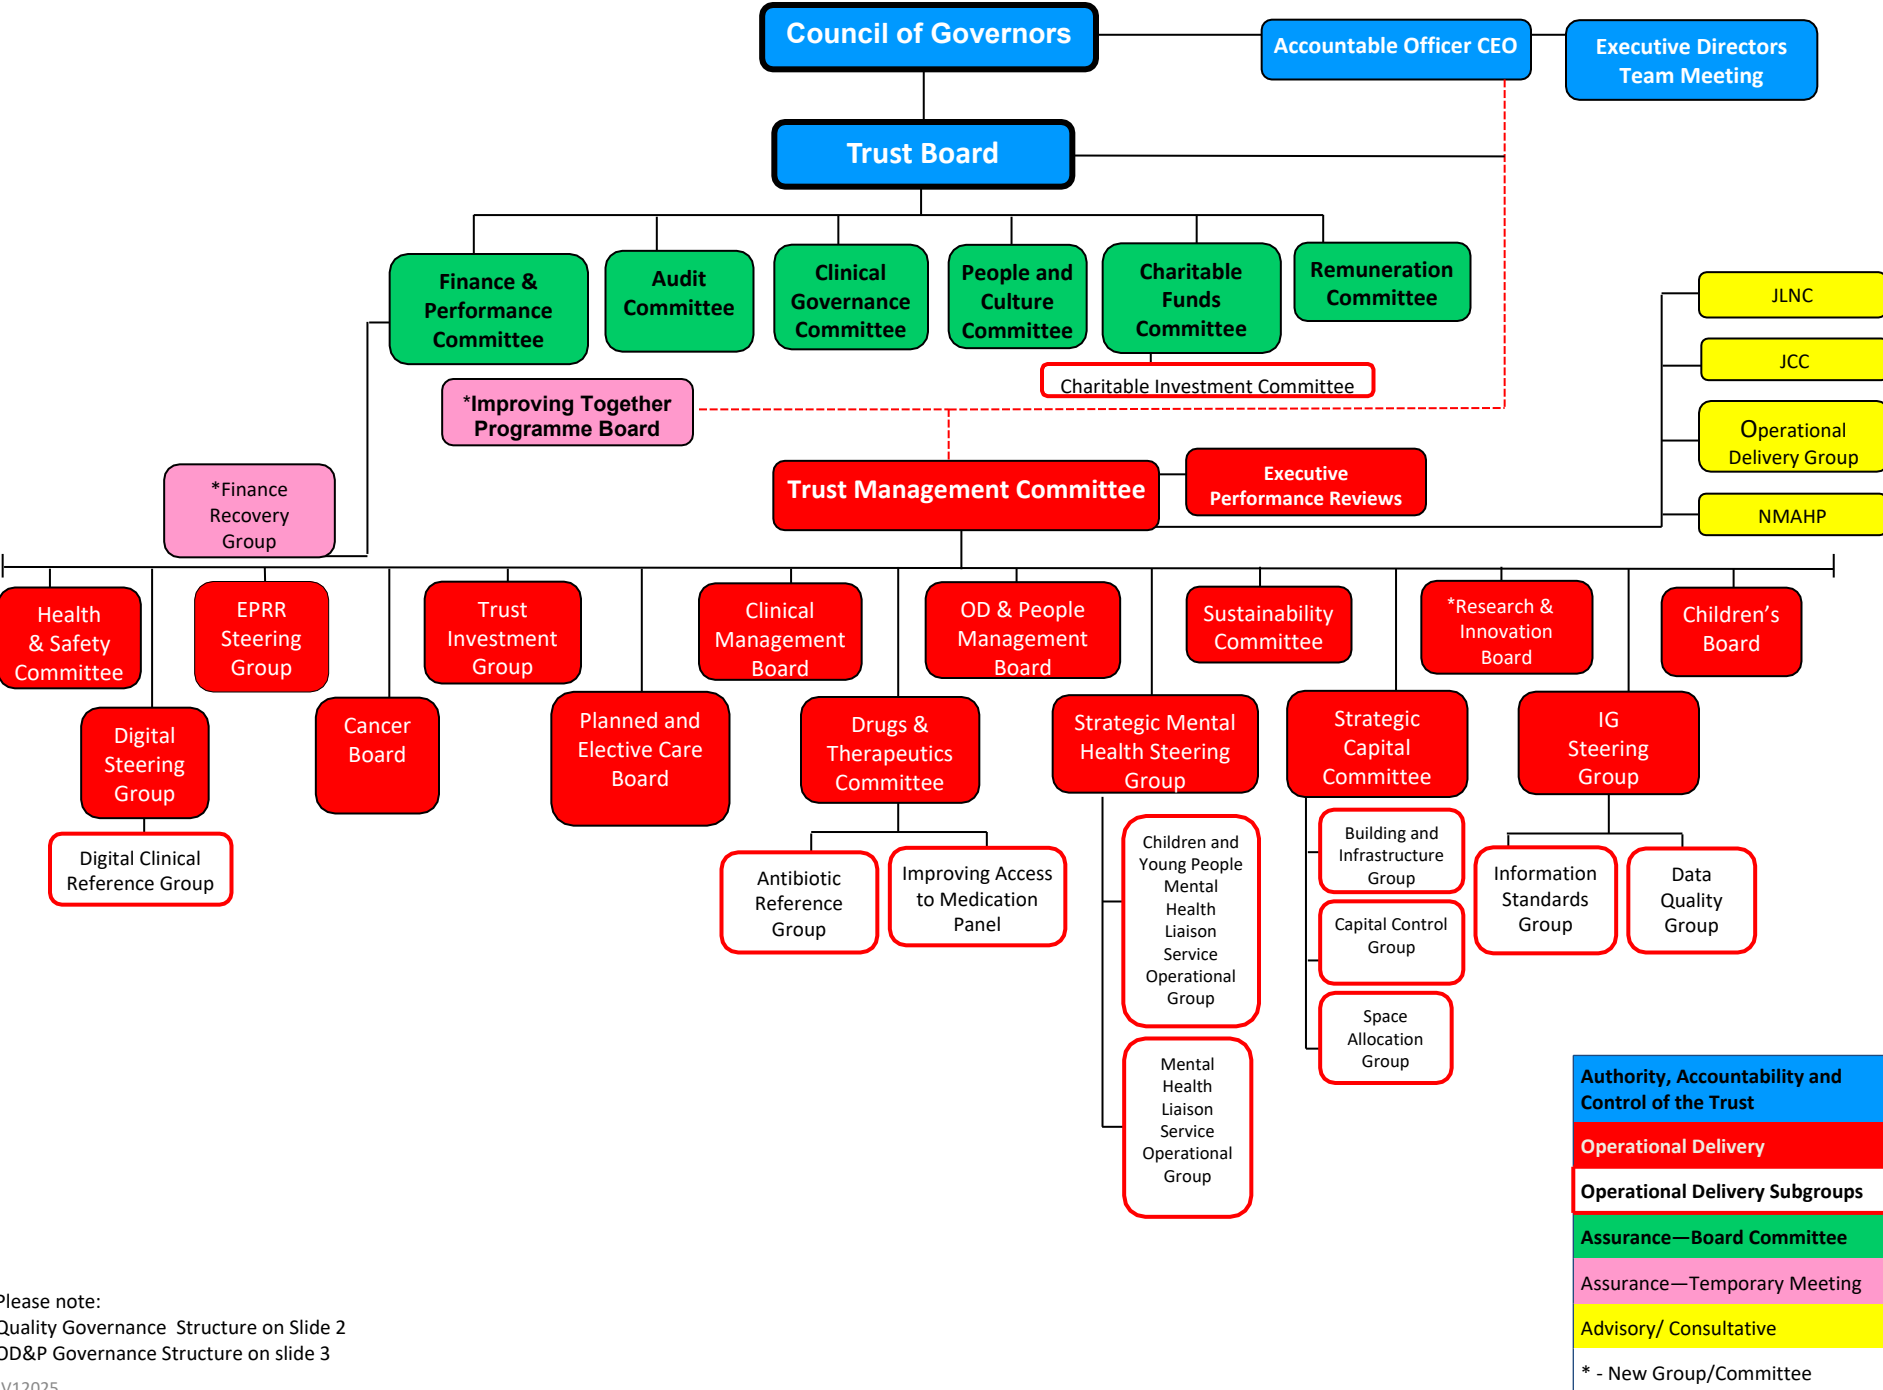 Council of Governors
Accountable Officer CEO
Executive Directors
Team Meeting
Trust Board
Finance &
Performance
Committee
Audit
Committee
Clinical
Governance
Committee
People and
Culture
Committee
Charitable
Funds
Committee
Remuneration
Committee
JLNC
JCC
Operational
Delivery Group
NMAHP
Charitable Investment Committee
*Improving Together
Programme Board
*Finance
Recovery
Group
Trust Management Committee
Executive
Performance Reviews
Health
& Safety
Committee
EPRR
Steering
Group
Trust
Investment
Group
Clinical
Management
Board
OD & People
Management
Board
Sustainability
Committee
*Research &
Innovation
Board
Children’s
Board
Digital
Steering
Group
Cancer
Board
Planned and
Elective Care
Board
Drugs &
Therapeutics
Committee
Strategic Mental
Health Steering
Group
Strategic
Capital
Committee
IG
Steering
Group
Digital Clinical
Reference Group
Antibiotic
Reference
Group
Improving Access
to Medication
Panel
Children and
Young People
Mental
Health
Liaison
Service
Operational
Group
Mental
Health
Liaison
Service
Operational
Group
Building and
Infrastructure
Group
Capital Control
Group
Space
Allocation
Group
Information
Standards
Group
Data
Quality
Group
Authority, Accountability and
Control of the Trust
Operational Delivery
Operational Delivery Subgroups
Assurance—Board Committee
Assurance—Temporary Meeting
Advisory/ Consultative
* - New Group/Committee
Please note:
Quality Governance  Structure on Slide 2
OD&P Governance Structure on slide 3
V12025